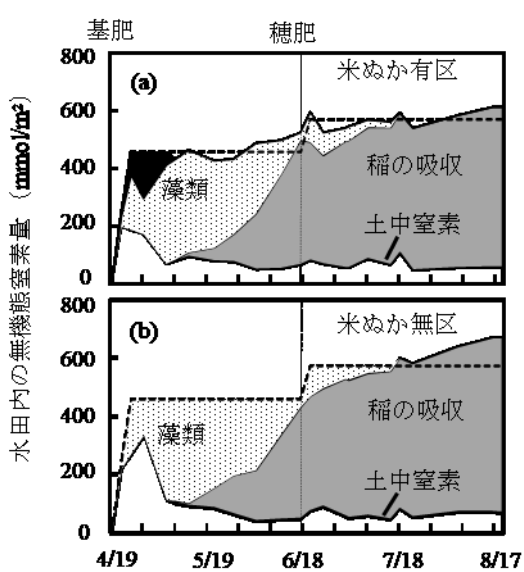 基肥
穂肥
水田内の無機態窒素量 (mmol/m²)
800
600
400
200
0
(a)
米ぬか有区
藻類
稲の吸収
土中窒素
800
600
400
200
0
(b)
米ぬか無区
藻類
稲の吸収
土中窒素
4/19 5/19 6/18 7/18 8/17